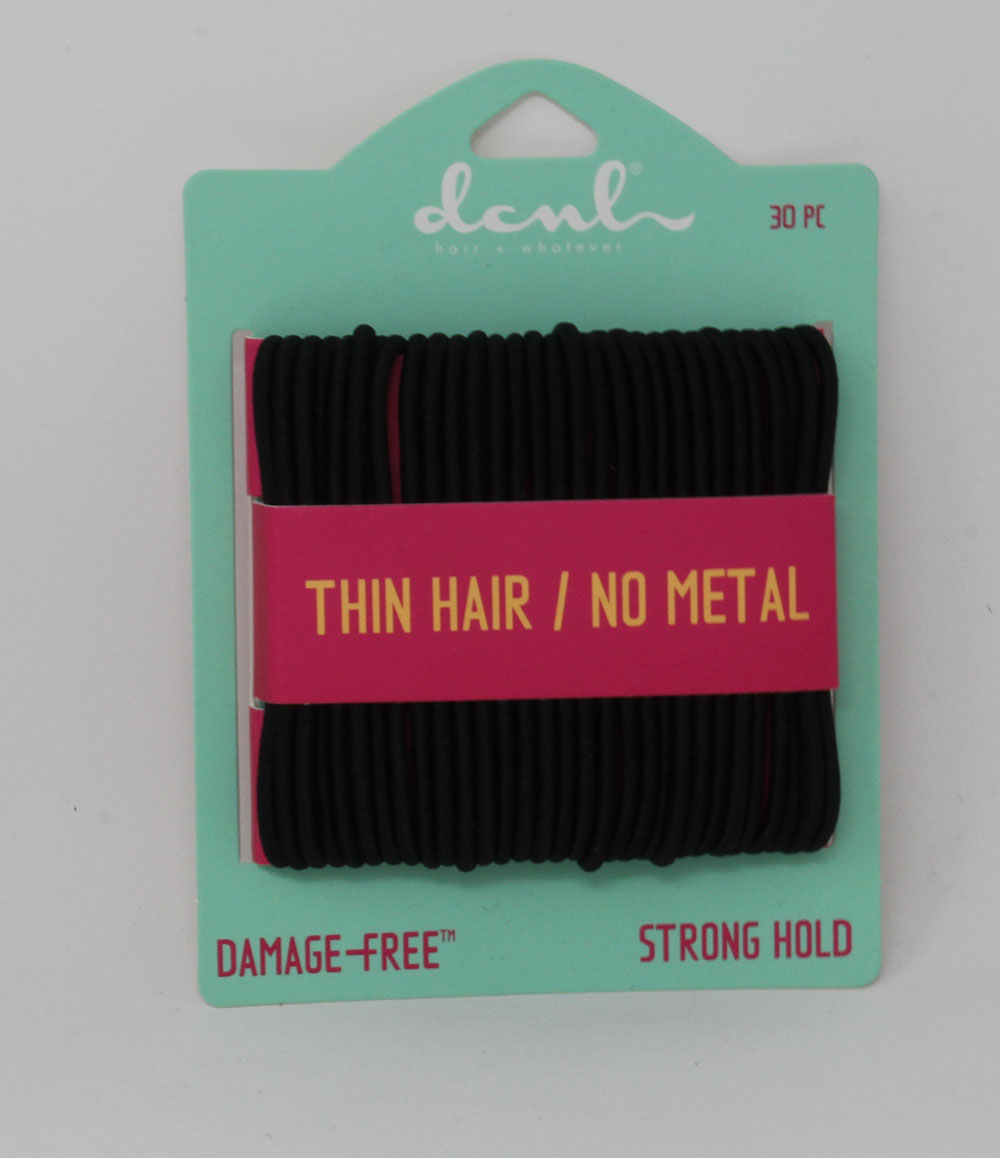 dcnl®
hair + whatever
30 PC
THIN HAIR / NO METAL
DAMAGE-FREE™
STRONG HOLD